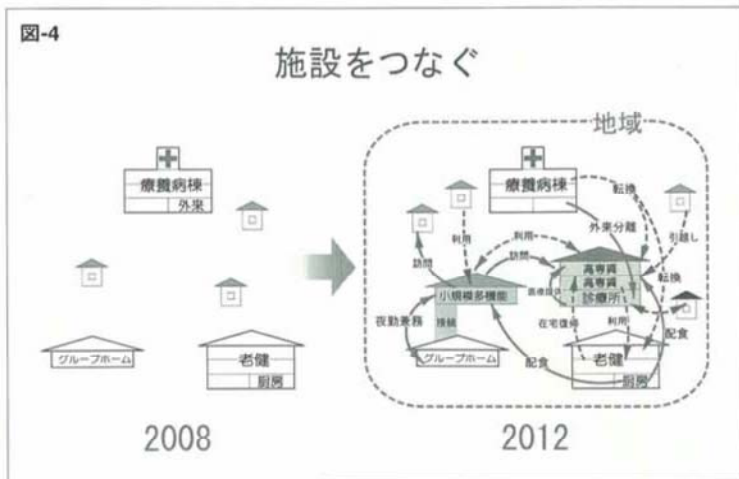 図-4
施設をつなぐ
療養病棟
外来
グループホーム
老健
厨房
2008
地域
療養病棟
転換
利用
外来分離
引越し
訪問
利用
訪問
高専賃
高専賃
診療所
転換
小規模多機能
医療提供
夜勤兼務
接続
在宅復帰
利用
配食
グループホーム
配食
老健
厨房
2012